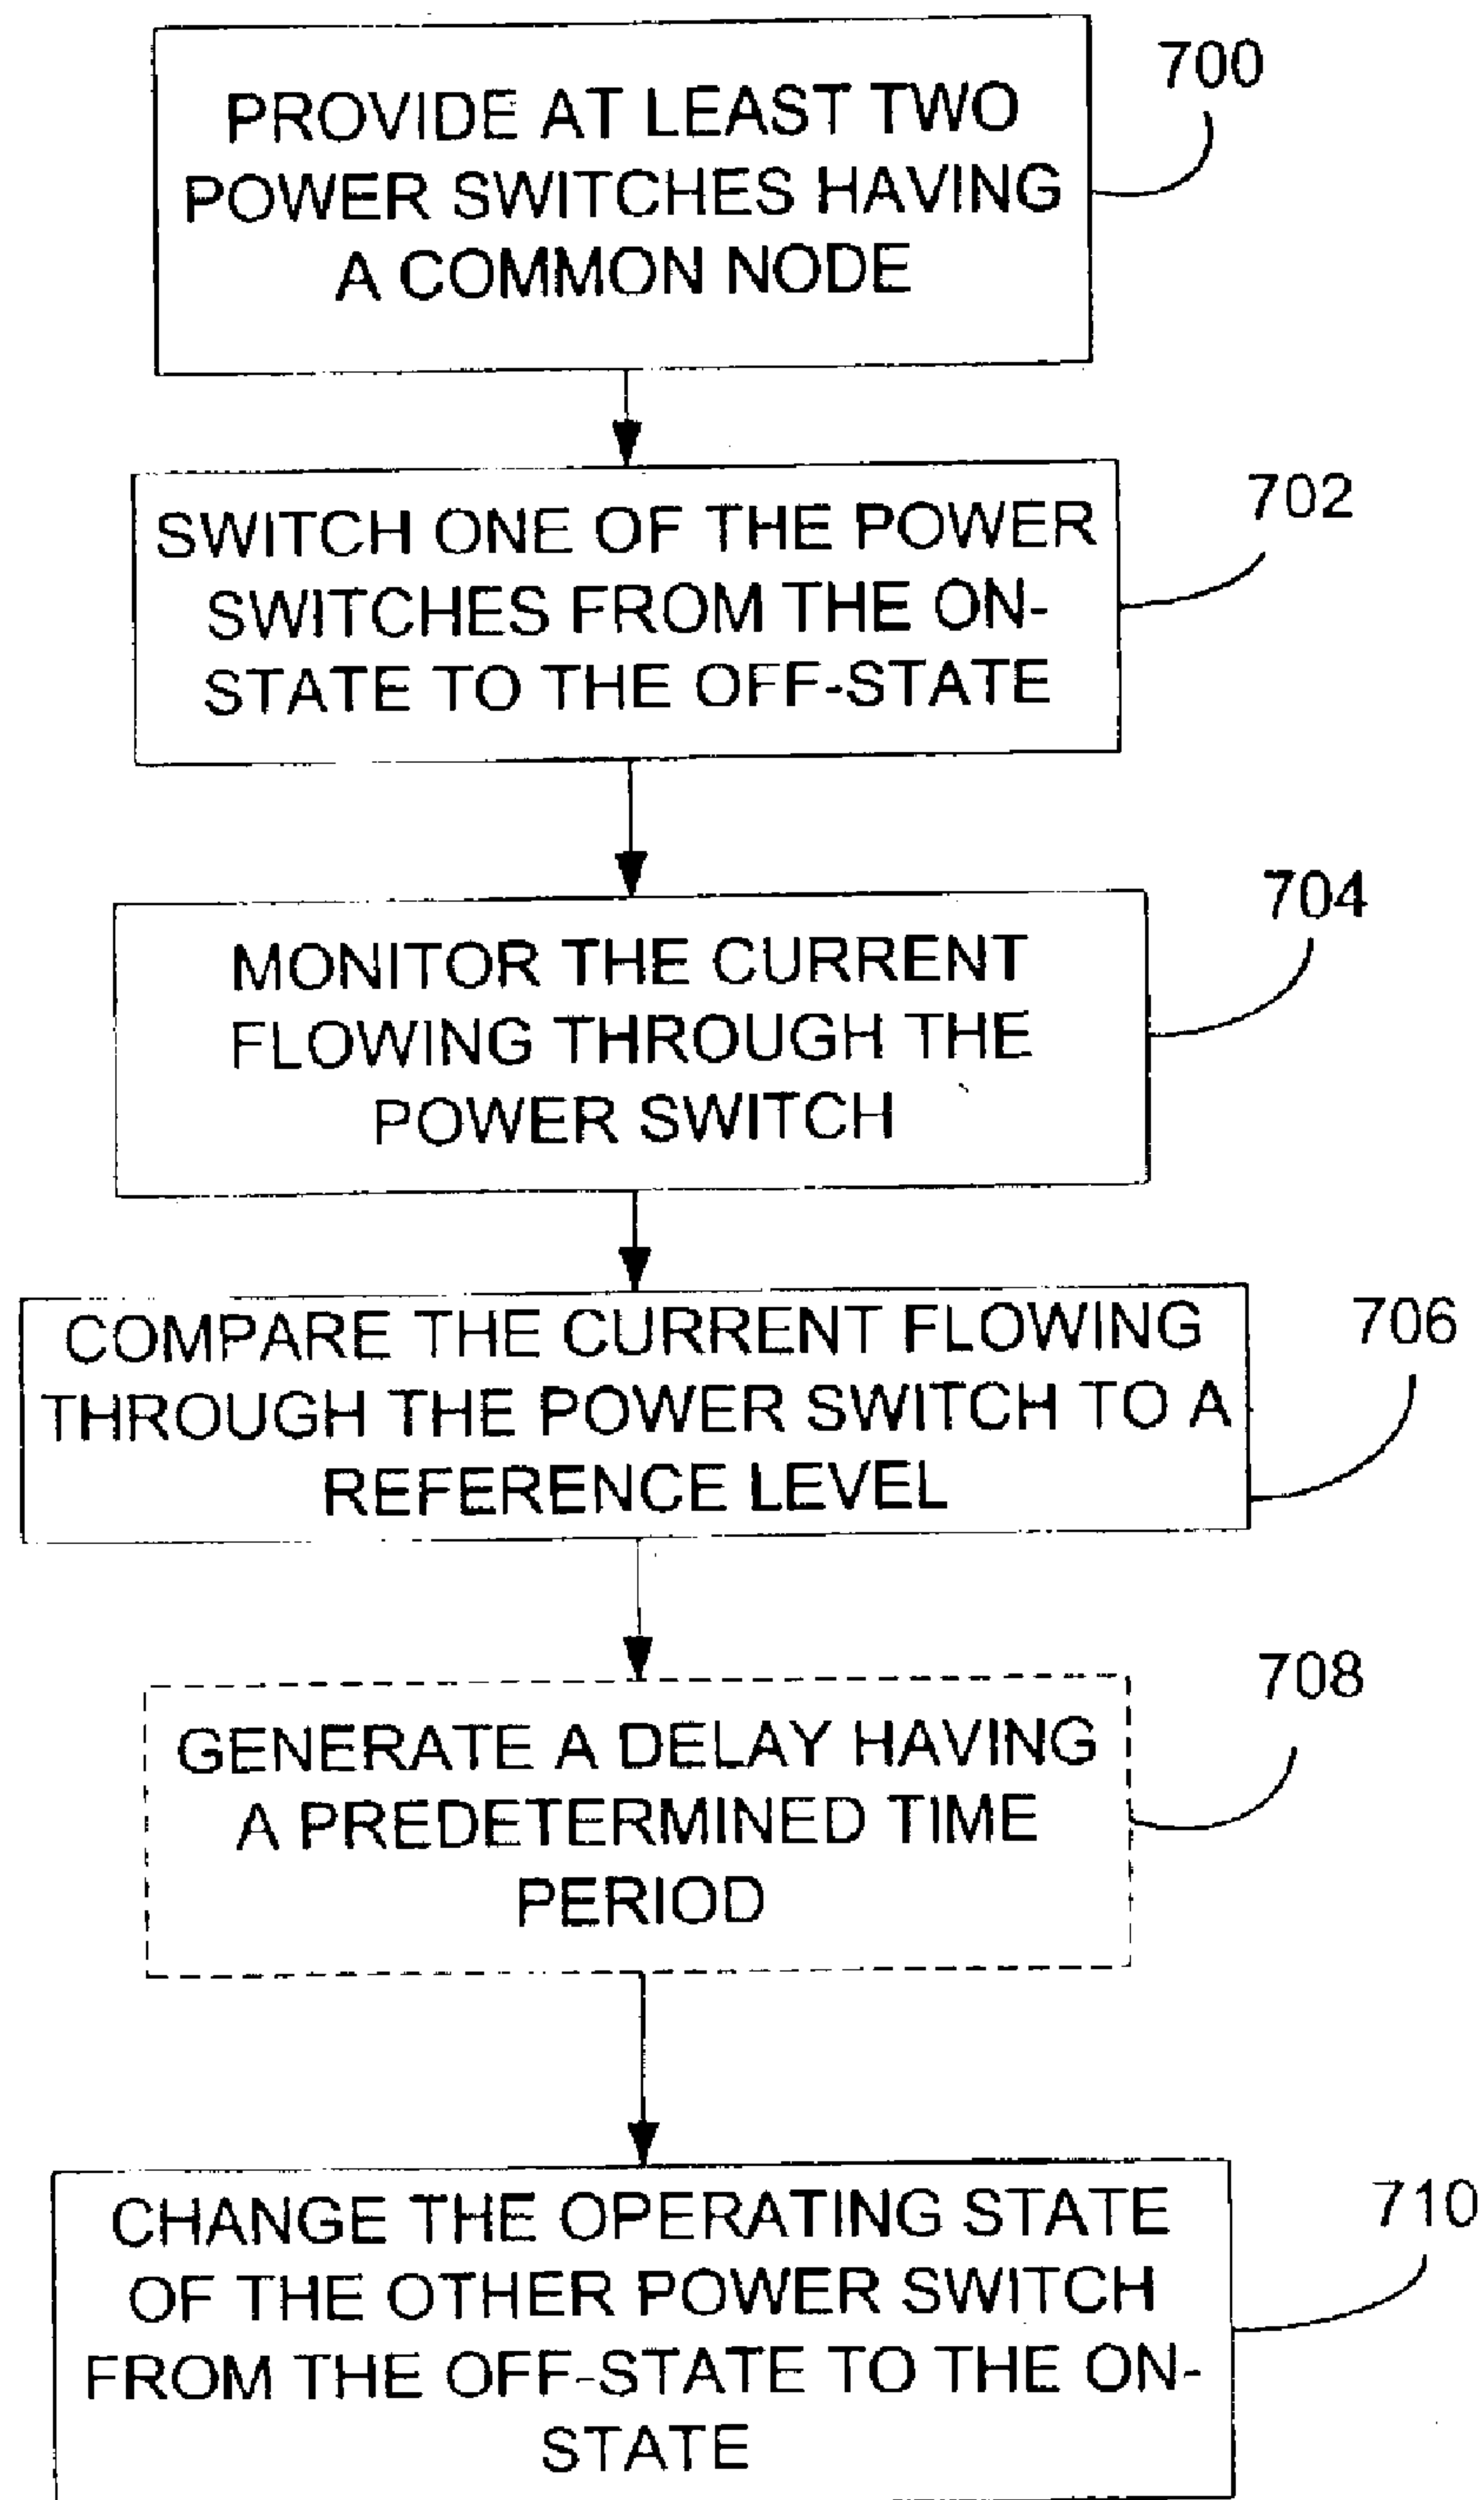 700
PROVIDE AT LEAST TWO
POWER SWITCHES HAVING
A COMMON NODE
702
SWITCH ONE OF THE POWER
SWITCHES FROM THE ON-
STATE TO THE OFF-STATE
704
MONITOR THE CURRENT
FLOWING THROUGH THE
POWER SWITCH
706
COMPARE THE CURRENT FLOWING
THROUGH THE POWER SWITCH TO A
REFERENCE LEVEL
708
GENERATE A DELAY HAVING
A PREDETERMINED TIME
PERIOD
710
CHANGE THE OPERATING STATE
OF THE OTHER POWER SWITCH
FROM THE OFF-STATE TO THE ON-
STATE